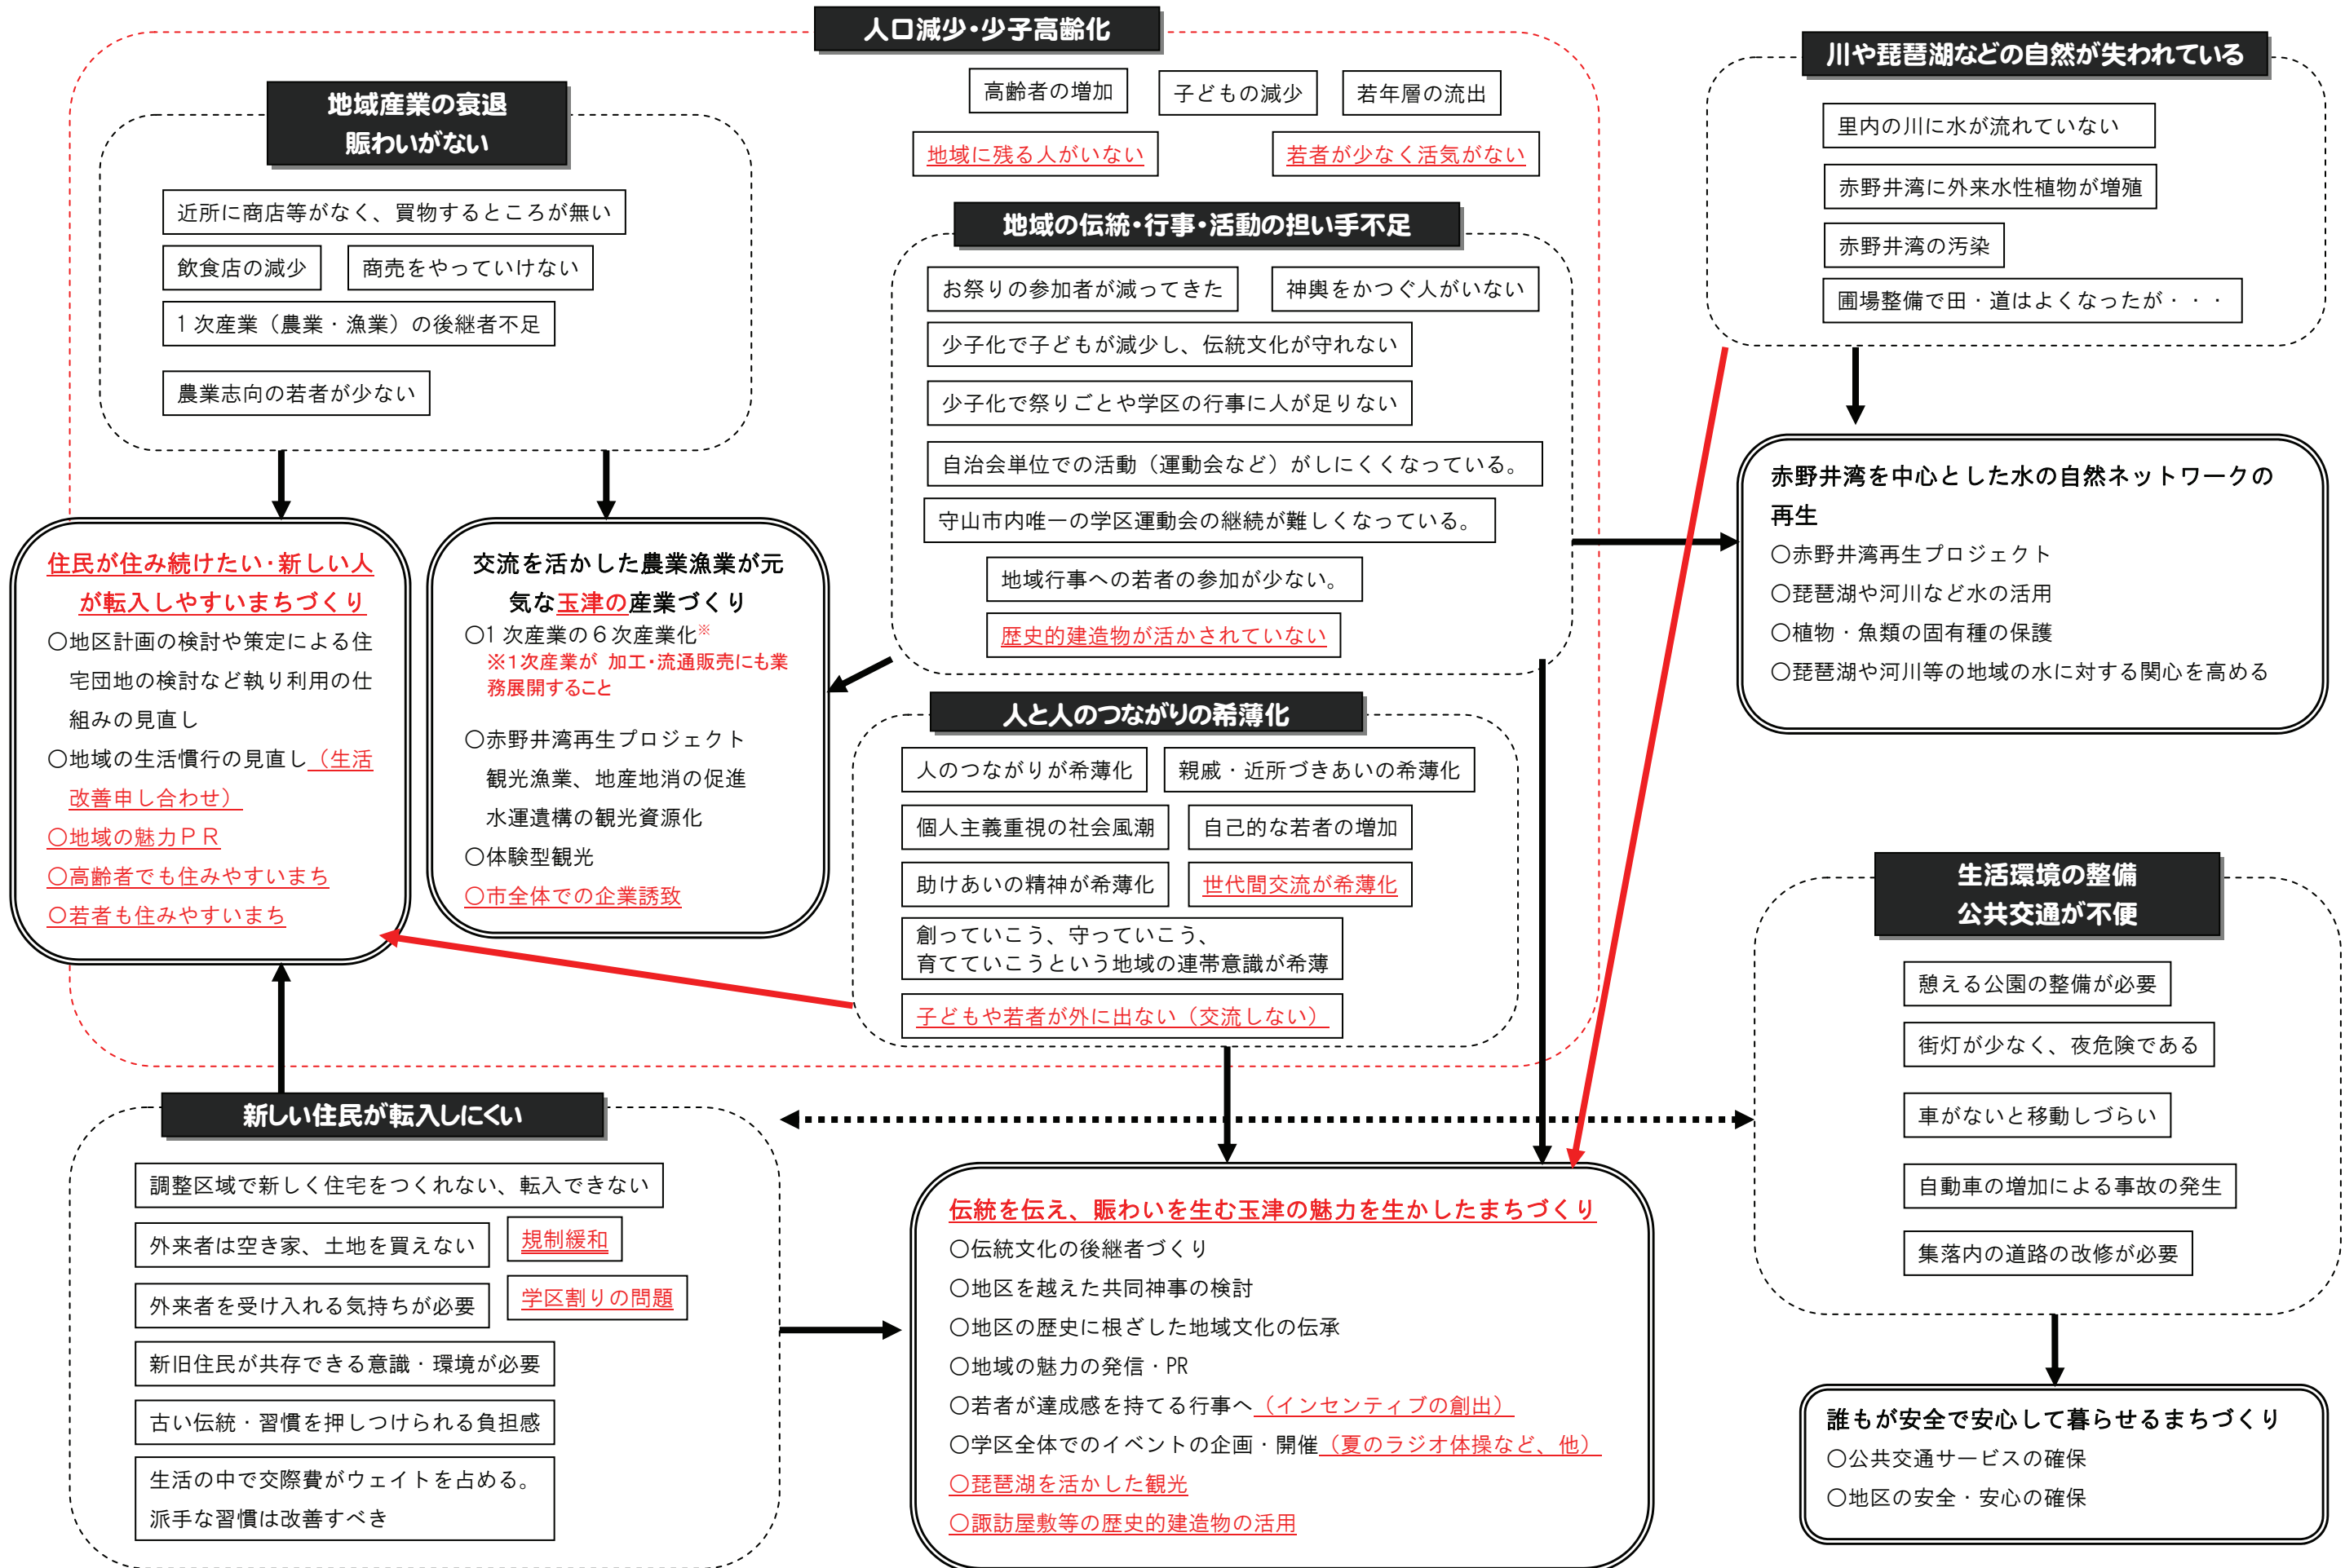 人口減少・少子高齢化
高齢者の増加
子どもの減少
若年層の流出
地域に残る人がいない
若者が少なく活気がない
地域産業の衰退
賑わいがない
近所に商店等がなく、買物するところが無い
飲食店の減少
商売をやっていけない
1次産業（農業・漁業）の後継者不足
農業志向の若者が少ない
地域の伝統・行事・活動の担い手不足
お祭りの参加者が減ってきた
神輿をかつぐ人がいない
少子化で子どもが減少し、伝統文化が守れない
少子化で祭りごとや学区の行事に人が足りない
自治会単位での活動（運動会など）がしにくくなっている。
守山市内唯一の学区運動会の継続が難しくなっている。
地域行事への若者の参加が少ない。
歴史的建造物が活かされていない
川や琵琶湖などの自然が失われている
里内の川に水が流れていない
赤野井湾に外来水性植物が増殖
赤野井湾の汚染
圃場整備で田・道はよくなったが・・・
住民が住み続けたい・新しい人
が転入しやすいまちづくり
○地区計画の検討や策定による住
宅団地の検討など執り利用の仕
組みの見直し
○地域の生活慣行の見直し（生活
改善申し合わせ）
○地域の魅力ＰＲ
○高齢者でも住みやすいまち
○若者も住みやすいまち
交流を活かした農業漁業が元
気な玉津の産業づくり
○1次産業の６次産業化※
※１次産業が 加工・流通販売にも業
務展開すること
○赤野井湾再生プロジェクト
観光漁業、地産地消の促進
水運遺構の観光資源化
○体験型観光
○市全体での企業誘致
赤野井湾を中心とした水の自然ネットワークの
再生
○赤野井湾再生プロジェクト
○琵琶湖や河川など水の活用
○植物・魚類の固有種の保護
○琵琶湖や河川等の地域の水に対する関心を高める
人と人のつながりの希薄化
人のつながりが希薄化
親戚・近所づきあいの希薄化
個人主義重視の社会風潮
自己的な若者の増加
助けあいの精神が希薄化
世代間交流が希薄化
創っていこう、守っていこう、
育てていこうという地域の連帯意識が希薄
子どもや若者が外に出ない（交流しない）
生活環境の整備
公共交通が不便
憩える公園の整備が必要
街灯が少なく、夜危険である
車がないと移動しづらい
自動車の増加による事故の発生
集落内の道路の改修が必要
新しい住民が転入しにくい
調整区域で新しく住宅をつくれない、転入できない
外来者は空き家、土地を買えない
規制緩和
外来者を受け入れる気持ちが必要
学区割りの問題
新旧住民が共存できる意識・環境が必要
古い伝統・習慣を押しつけられる負担感
生活の中で交際費がウェイトを占める。
派手な習慣は改善すべき
伝統を伝え、賑わいを生む玉津の魅力を生かしたまちづくり
○伝統文化の後継者づくり
○地区を越えた共同神事の検討
○地区の歴史に根ざした地域文化の伝承
○地域の魅力の発信・PR
○若者が達成感を持てる行事へ（インセンティブの創出）
○学区全体でのイベントの企画・開催（夏のラジオ体操など、他）
○琵琶湖を活かした観光
○諏訪屋敷等の歴史的建造物の活用
誰もが安全で安心して暮らせるまちづくり
○公共交通サービスの確保
○地区の安全・安心の確保